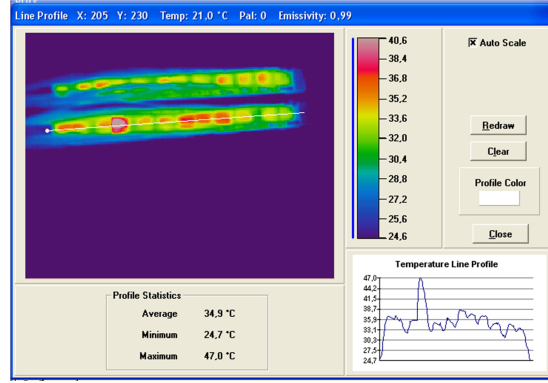 Line Profile X: 205 Y: 230 Temp: 21,0 °C Pal: 0 Emissivity: 0,99
40,6
38,4
36,8
35,2
33,6
32,0
30,4
28,8
27,2
25,6
24,6
Auto Scale
Redraw
Clear
Profile Color
Close
Profile Statistics
Average 34,9 °C
Minimum 24,7 °C
Maximum 47,0 °C
Temperature Line Profile
47,0
44,2
41,5
38,7
35,9
33,1
30,3
27,5
24,7